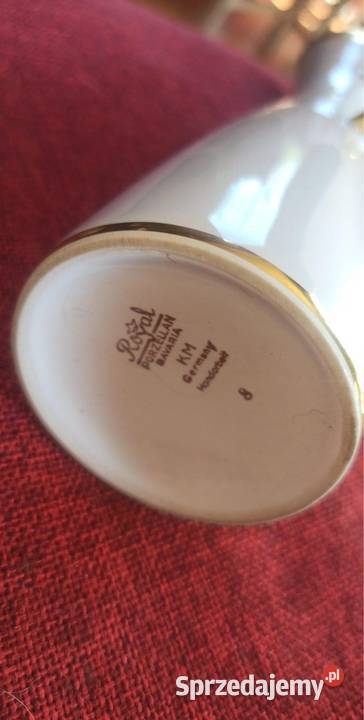 Royal
PORZELLAN
BAVARIA
KM
Germany
Handarbeit
8
Sprzedajemy.pl